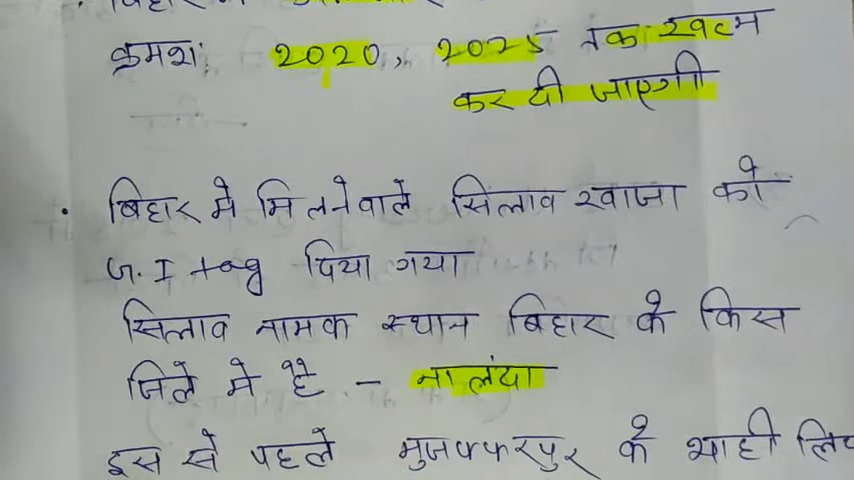 बिहार में
क्रमशः 2020, 2025 तक खत्म
कर दी जाएगी
• बिहार मे मिलनेवाले सिलाव खाजा को
G.I tag दिया गया
सिलाव नामक स्थान बिहार के किस
जिले मे है - नालंदा
इस से पहले मुजफ्फरपुर के शाही